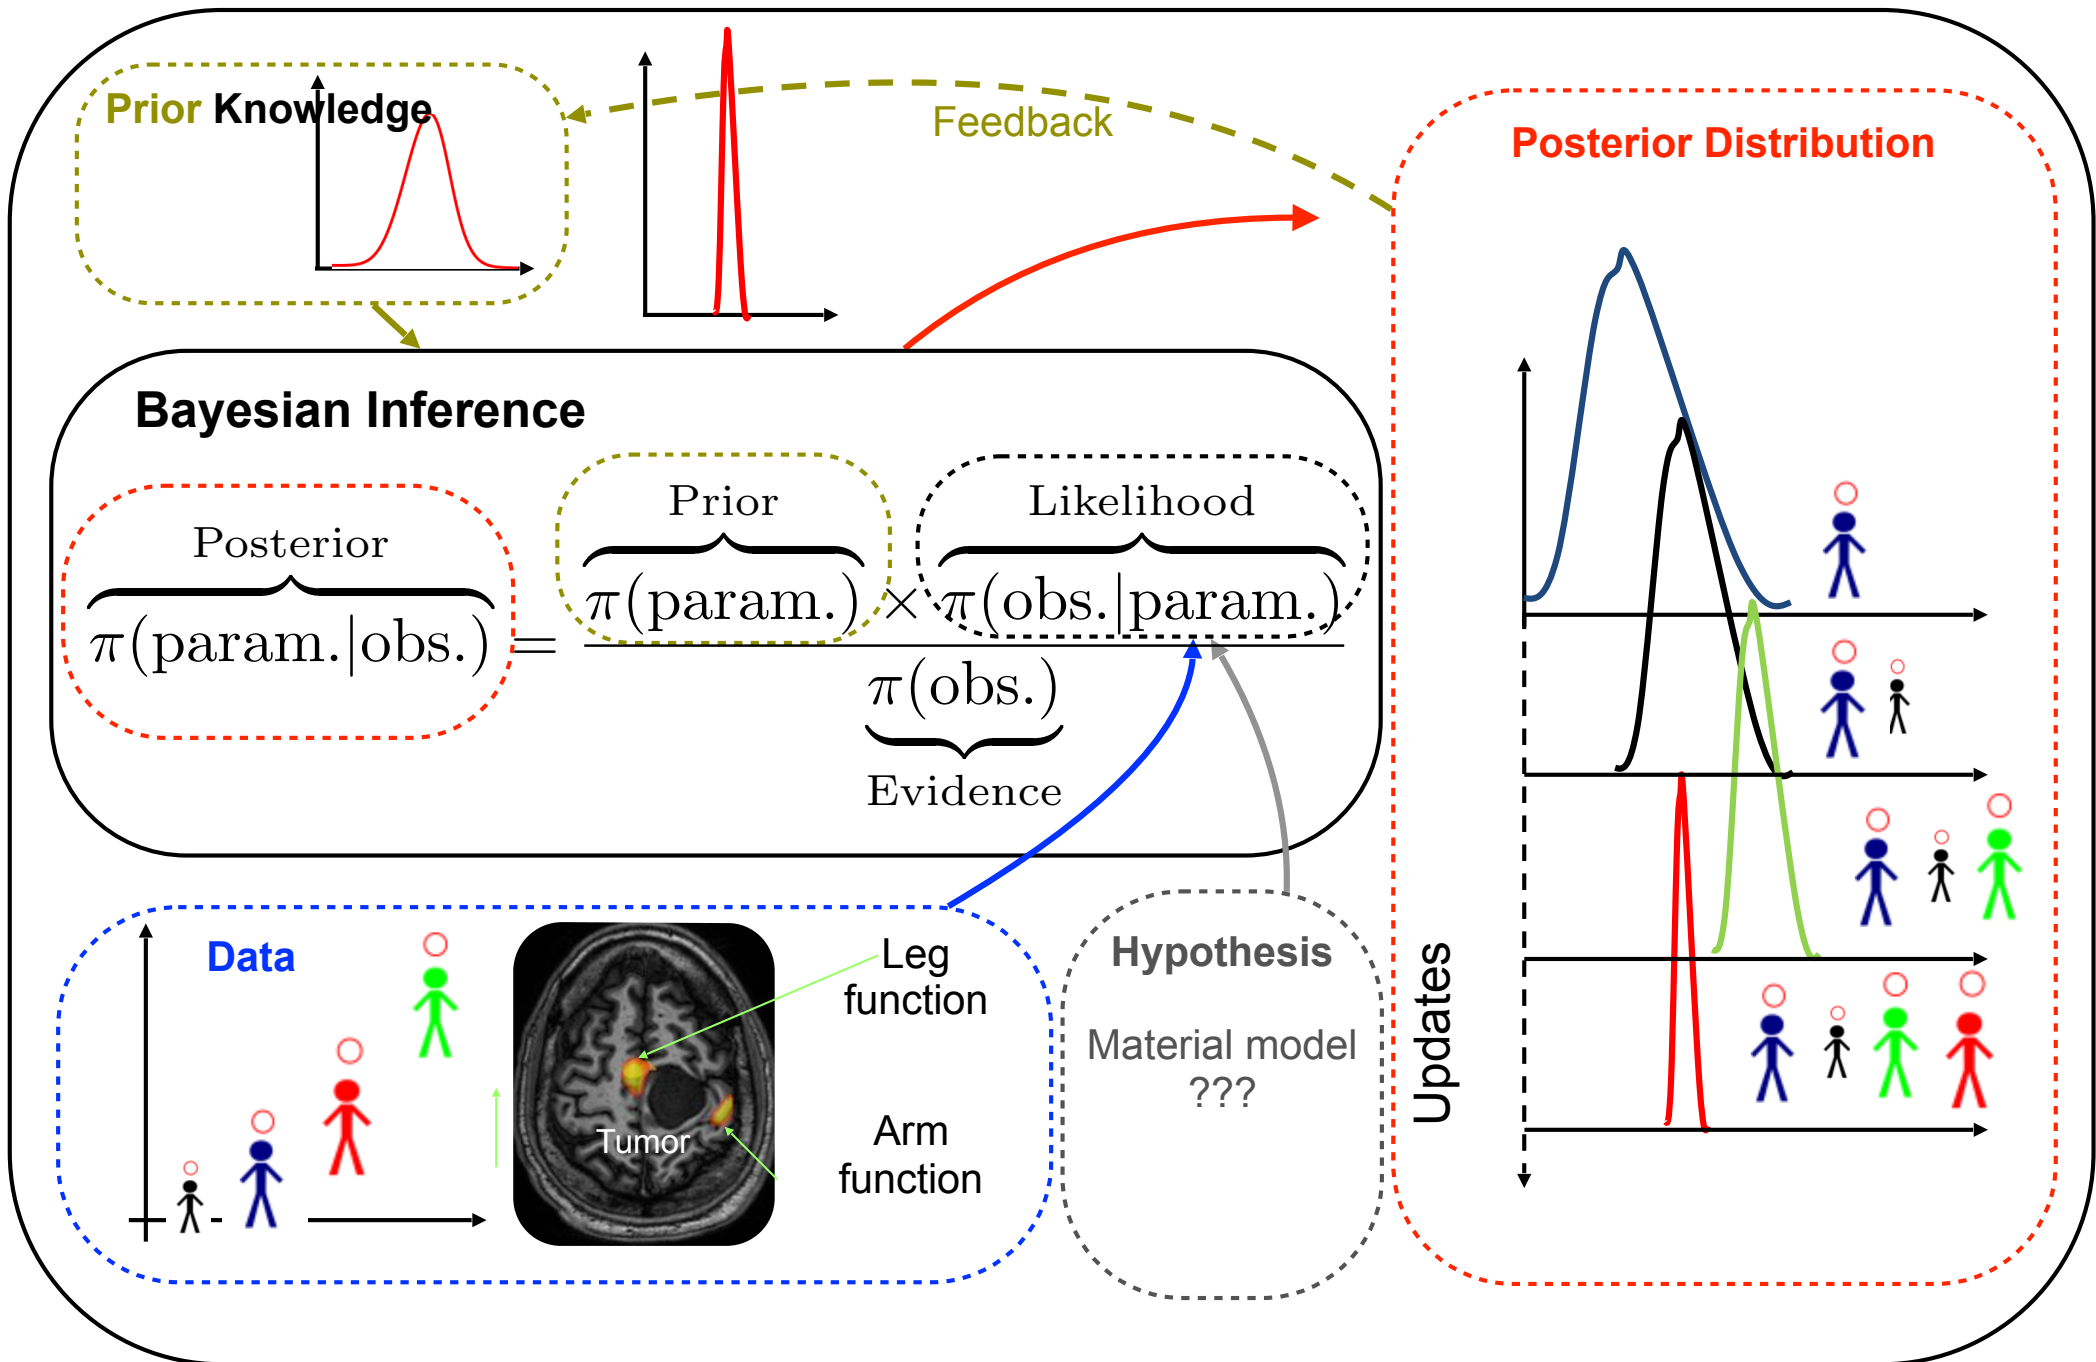 Prior Knowledge
Feedback
Posterior Distribution
Bayesian Inference
Posterior
π(param.|obs.) =
Prior
π(param.) ×
Likelihood
π(obs.|param.)
π(obs.)
Evidence
Data
Tumor
Leg
function
Arm
function
Hypothesis
Material model
???
Updates